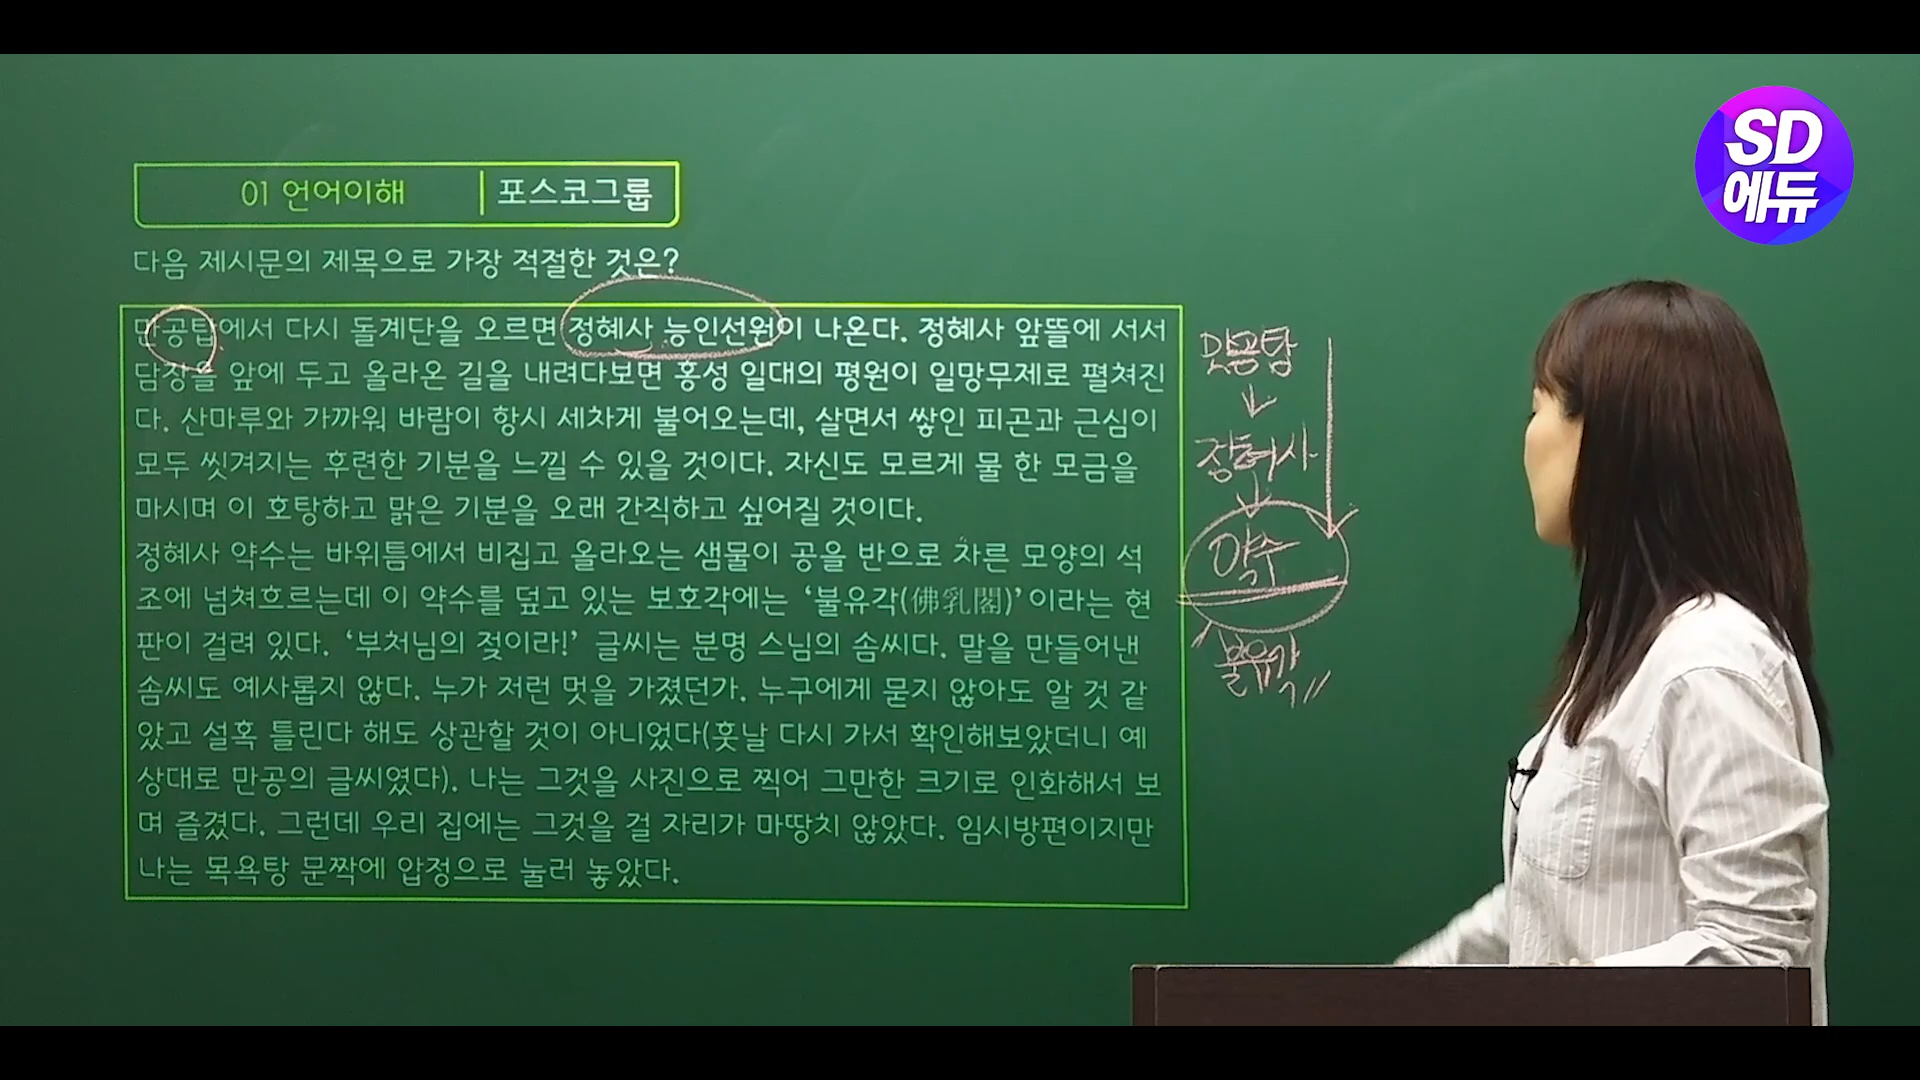 SD
에듀
01 언어이해 | 포스코그룹
다음 제시문의 제목으로 가장 적절한 것은?
만공탑에서 다시 돌계단을 오르면 정혜사 능인선원이 나온다. 정혜사 앞뜰에 서서
담장을 앞에 두고 올라온 길을 내려다보면 홍성 일대의 평원이 일망무제로 펼쳐진
다. 산마루와 가까워 바람이 항시 세차게 불어오는데, 살면서 쌓인 피곤과 근심이
모두 씻겨지는 후련한 기분을 느낄 수 있을 것이다. 자신도 모르게 물 한 모금을
마시며 이 호탕하고 맑은 기분을 오래 간직하고 싶어질 것이다.
정혜사 약수는 바위틈에서 비집고 올라오는 샘물이 공을 반으로 자른 모양의 석
조에 넘쳐흐르는데 이 약수를 덮고 있는 보호각에는 ‘불유각(佛乳閣)’이라는 현
판이 걸려 있다. ‘부처님의 젖이라!’ 글씨는 분명 스님의 솜씨다. 말을 만들어낸
솜씨도 예사롭지 않다. 누가 저런 멋을 가졌던가. 누구에게 묻지 않아도 알 것 같
았고 설혹 틀린다 해도 상관할 것이 아니었다(훗날 다시 가서 확인해보았더니 예
상대로 만공의 글씨였다). 나는 그것을 사진으로 찍어 그만한 크기로 인화해서 보
며 즐겼다. 그런데 우리 집에는 그것을 걸 자리가 마땅치 않았다. 임시방편이지만
나는 목욕탕 문짝에 압정으로 눌러 놓았다.
만공탑
정혜사
약수
불유각